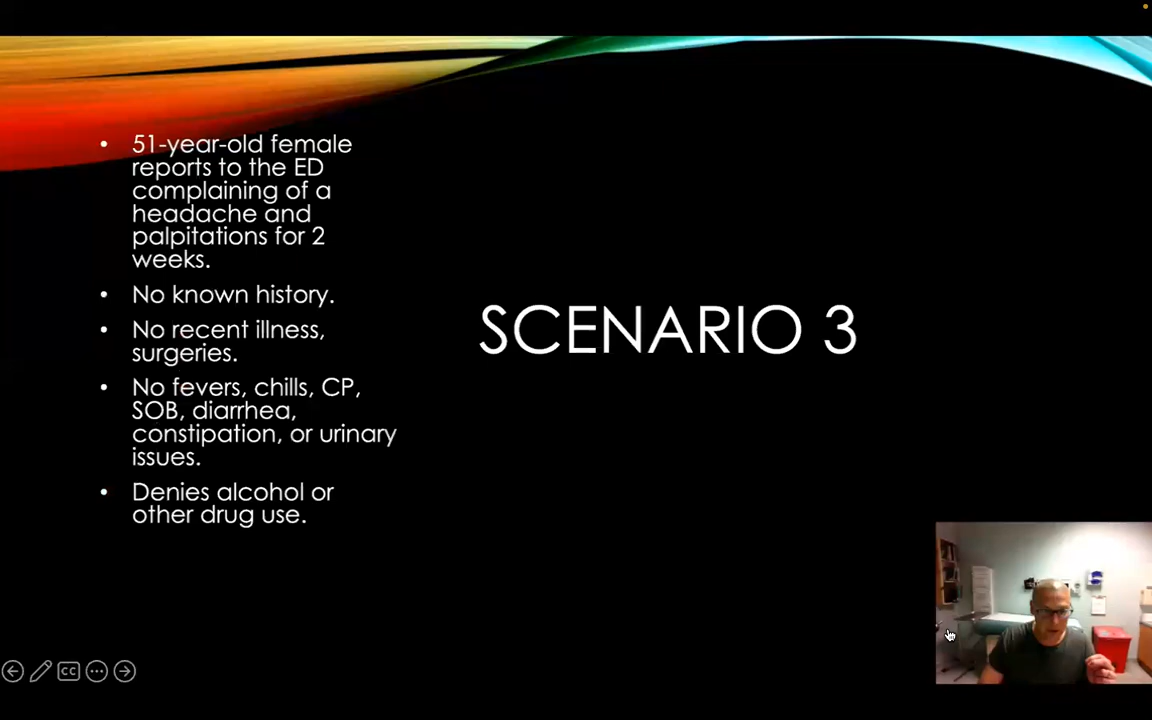 • 51-year-old female
reports to the ED
complaining of a
headache and
palpitations for 2
weeks.
• No known history.
• No recent illness,
surgeries.
• No fevers, chills, CP,
SOB, diarrhea,
constipation, or urinary
issues.
• Denies alcohol or
other drug use.
SCENARIO 3
CC